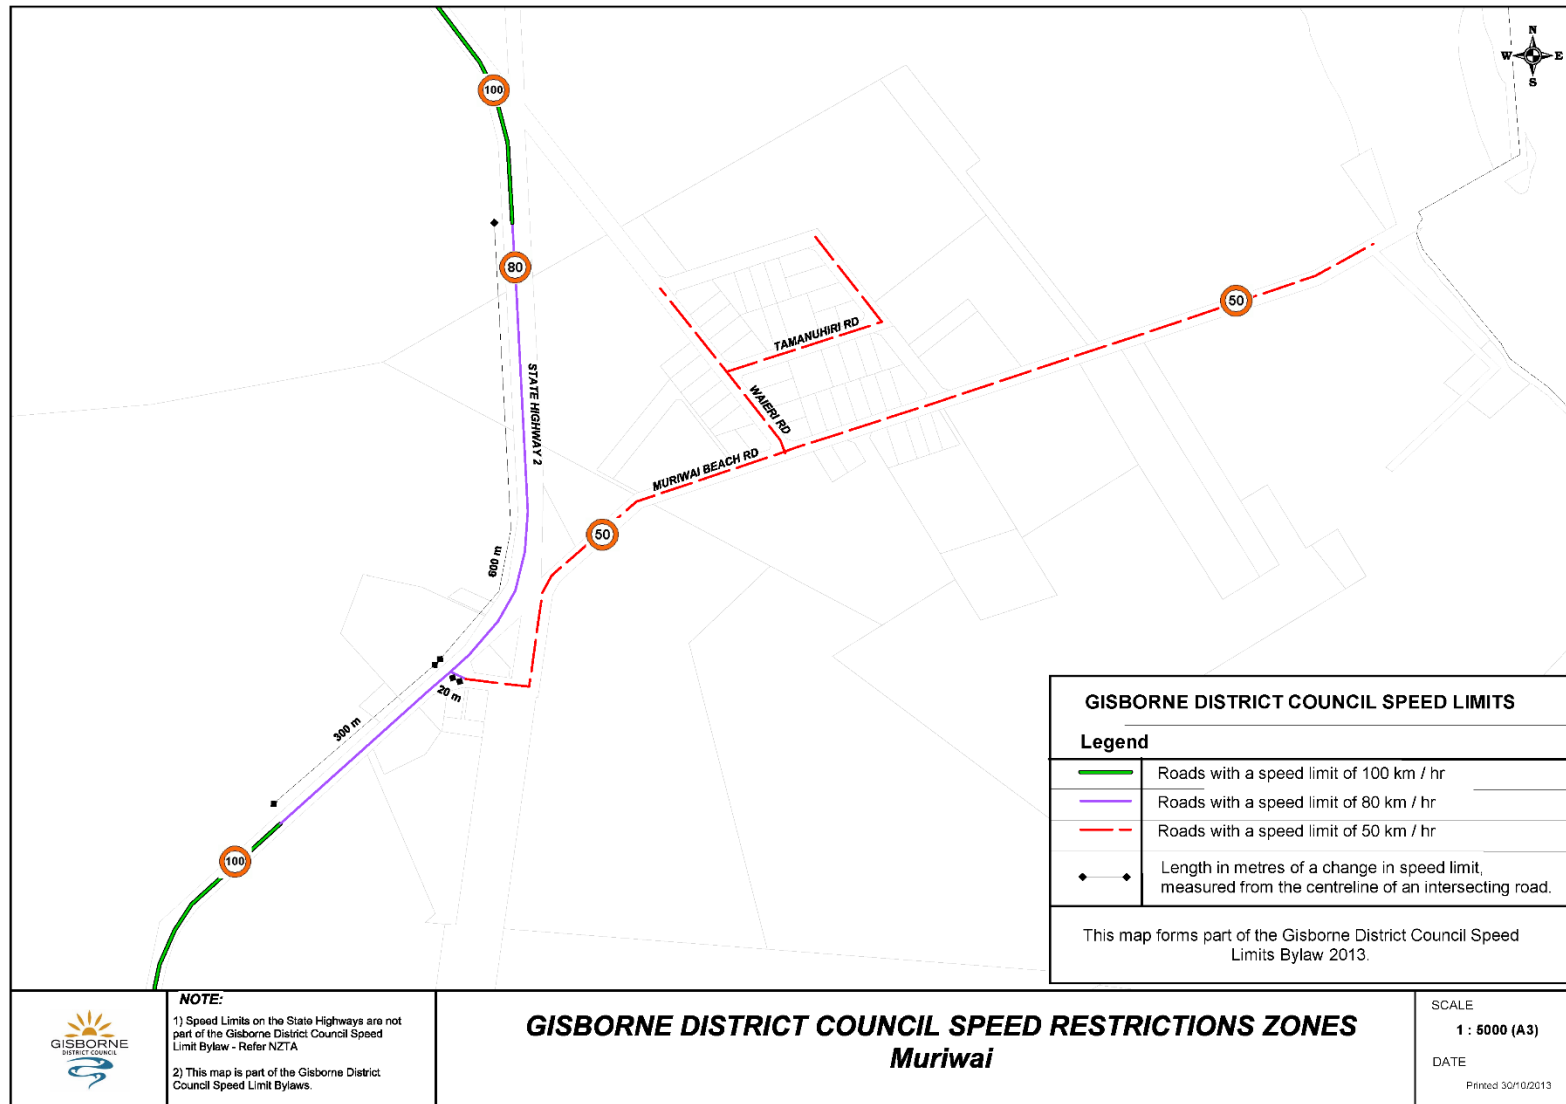 N
W E
S
100
80
50
TAMANUHIRI RD
STATE HIGHWAY 2
WAIERI RD
MURIWAI BEACH RD
50
600 m
20 m
300 m
100
GISBORNE DISTRICT COUNCIL SPEED LIMITS
Legend
Roads with a speed limit of 100 km / hr
Roads with a speed limit of 80 km / hr
Roads with a speed limit of 50 km / hr
Length in metres of a change in speed limit,
measured from the centreline of an intersecting road.
This map forms part of the Gisborne District Council Speed
Limits Bylaw 2013.
GISBORNE
DISTRICT COUNCIL
NOTE:
1) Speed Limits on the State Highways are not
part of the Gisborne District Council Speed
Limit Bylaw - Refer NZTA
2) This map is part of the Gisborne District
Council Speed Limit Bylaws.
GISBORNE DISTRICT COUNCIL SPEED RESTRICTIONS ZONES
Muriwai
SCALE
1 : 5000 (A3)
DATE
Printed 30/10/2013